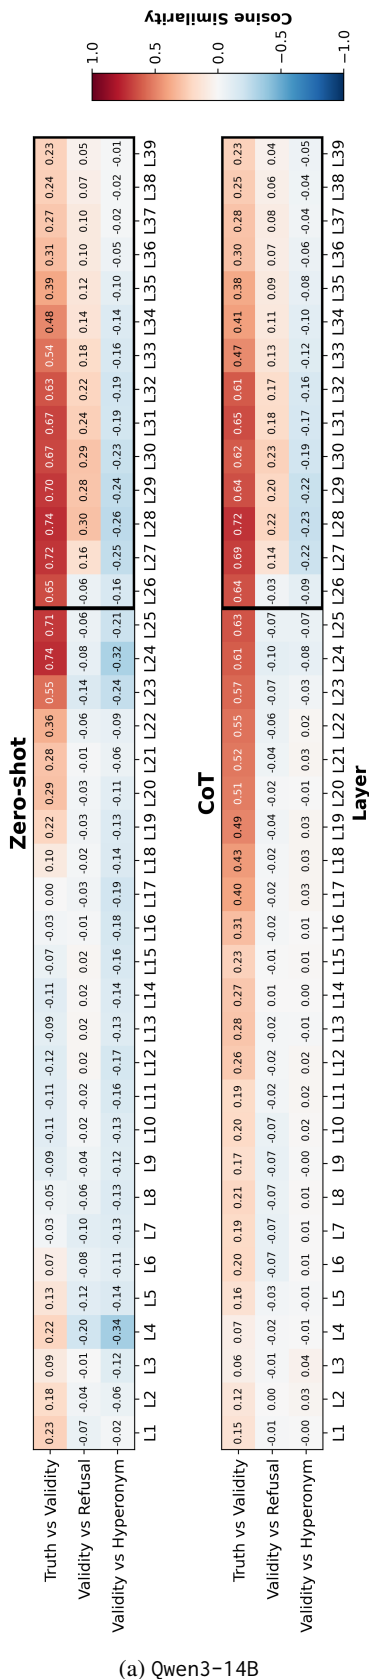 Zero-shot
Truth vs Validity 0.23 0.18 0.09 0.22 0.13 0.07 -0.03 -0.05 -0.09 -0.11 -0.11 -0.12 -0.09 -0.11 -0.07 -0.03 0.00 0.10 0.22 0.29 0.28 0.36 0.55 0.74 0.71 0.65 0.72 0.74 0.70 0.67 0.67 0.63 0.54 0.48 0.39 0.31 0.27 0.24 0.23
Validity vs Refusal -0.07 -0.04 -0.01 -0.20 -0.12 -0.08 -0.10 -0.06 -0.04 -0.02 -0.02 0.02 0.02 0.02 0.02 -0.01 -0.03 -0.02 -0.03 -0.03 -0.01 -0.06 -0.14 -0.08 -0.06 -0.06 0.16 0.30 0.28 0.29 0.24 0.22 0.18 0.14 0.12 0.10 0.10 0.07 0.05
Validity vs Hyperonym -0.02 -0.06 -0.12 -0.34 -0.14 -0.11 -0.13 -0.13 -0.12 -0.13 -0.16 -0.17 -0.13 -0.14 -0.16 -0.18 -0.19 -0.14 -0.13 -0.11 -0.06 -0.09 -0.24 -0.32 -0.21 -0.16 -0.25 -0.26 -0.24 -0.23 -0.19 -0.19 -0.16 -0.14 -0.10 -0.05 -0.02 -0.02 -0.01
L1 L2 L3 L4 L5 L6 L7 L8 L9 L10 L11 L12 L13 L14 L15 L16 L17 L18 L19 L20 L21 L22 L23 L24 L25 L26 L27 L28 L29 L30 L31 L32 L33 L34 L35 L36 L37 L38 L39
CoT
Truth vs Validity 0.15 0.12 0.06 0.07 0.16 0.20 0.19 0.21 0.17 0.20 0.19 0.26 0.28 0.27 0.23 0.31 0.40 0.43 0.49 0.51 0.52 0.55 0.57 0.61 0.63 0.64 0.69 0.72 0.64 0.62 0.65 0.61 0.47 0.41 0.38 0.30 0.28 0.25 0.23
Validity vs Refusal -0.01 0.00 -0.01 -0.02 -0.03 -0.07 -0.07 -0.07 -0.07 -0.07 -0.02 -0.02 -0.02 0.01 -0.01 -0.02 -0.02 -0.02 -0.04 -0.02 -0.04 -0.06 -0.07 -0.10 -0.07 -0.03 0.14 0.22 0.20 0.23 0.18 0.17 0.13 0.11 0.09 0.07 0.08 0.06 0.04
Validity vs Hyperonym -0.00 0.03 0.04 -0.01 0.01 0.01 0.01 0.01 -0.00 0.02 0.02 0.02 -0.01 0.00 0.01 0.01 0.03 0.03 0.03 -0.01 0.03 0.02 -0.03 -0.08 -0.07 -0.09 -0.22 -0.23 -0.22 -0.19 -0.17 -0.16 -0.12 -0.10 -0.08 -0.06 -0.04 -0.04 -0.05
L1 L2 L3 L4 L5 L6 L7 L8 L9 L10 L11 L12 L13 L14 L15 L16 L17 L18 L19 L20 L21 L22 L23 L24 L25 L26 L27 L28 L29 L30 L31 L32 L33 L34 L35 L36 L37 L38 L39
Layer
1.0
0.5
0.0
−0.5
−1.0
Cosine Similarity
(a) Qwen3-14B